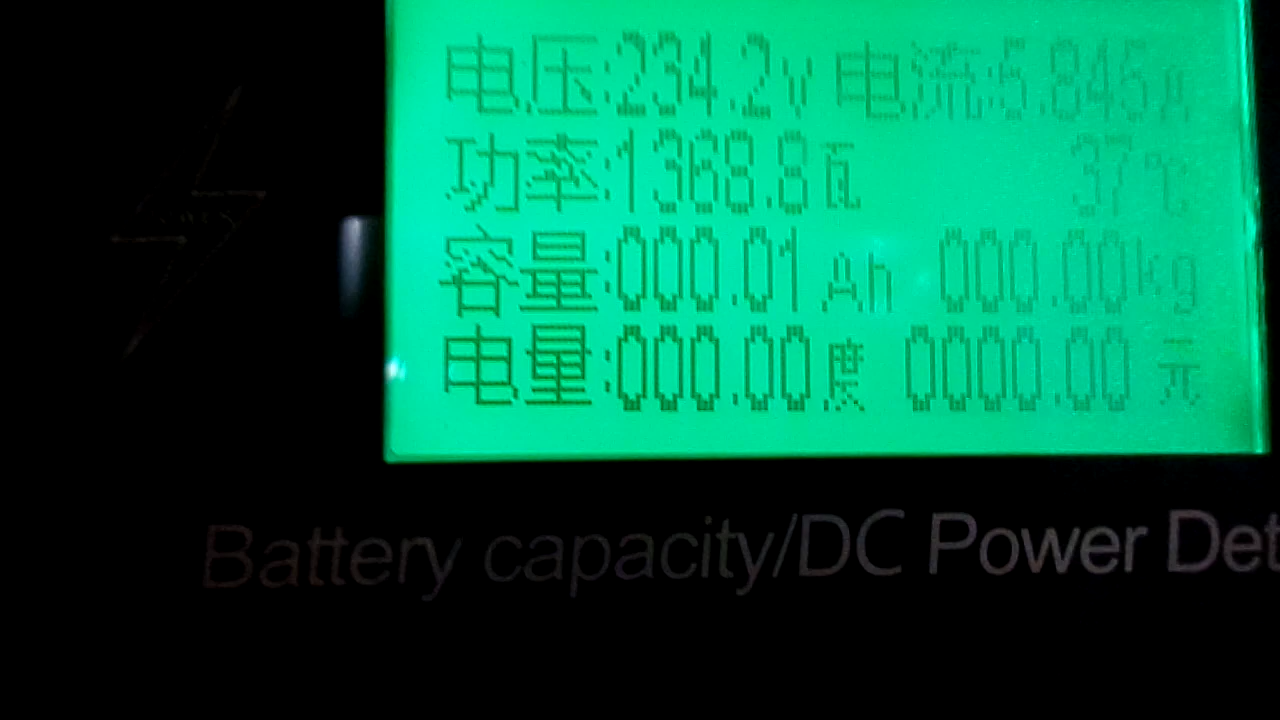 电压:234.2V 电流:5.845A
功率:1368.8瓦 37℃
容量:000.01Ah 000.00kg
电量:000.00度 0000.00元
Battery capacity/DC Power Det